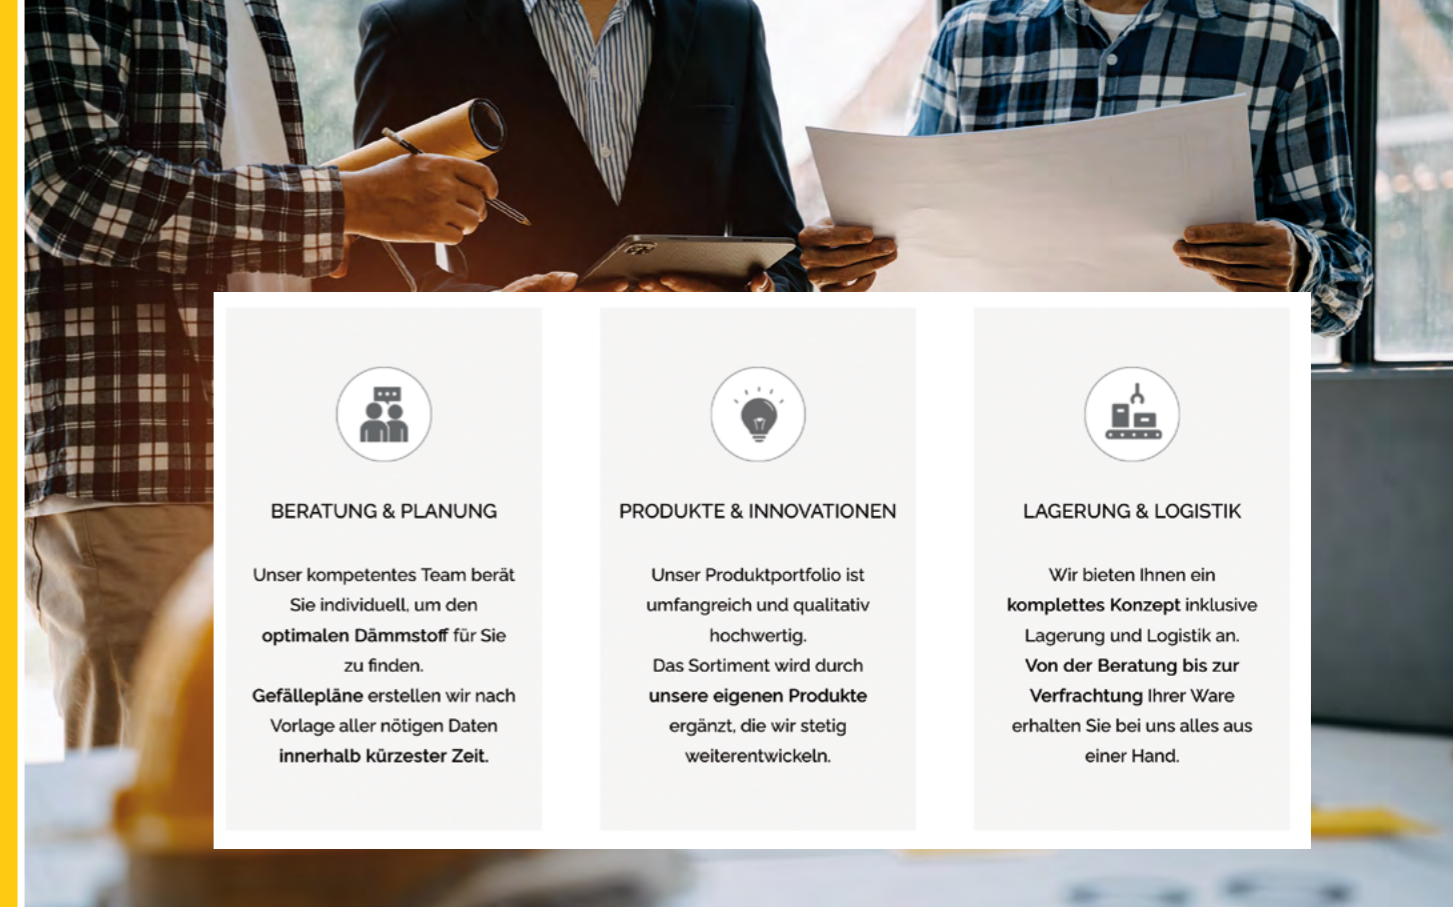 BERATUNG & PLANUNG
Unser kompetentes Team berät
Sie individuell, um den
optimalen Dämmstoff für Sie
zu finden.
Gefällepläne erstellen wir nach
Vorlage aller nötigen Daten
innerhalb kürzester Zeit.
PRODUKTE & INNOVATIONEN
Unser Produktportfolio ist
umfangreich und qualitativ
hochwertig.
Das Sortiment wird durch
unsere eigenen Produkte
ergänzt, die wir stetig
weiterentwickeln.
LAGERUNG & LOGISTIK
Wir bieten Ihnen ein
komplettes Konzept inklusive
Lagerung und Logistik an.
Von der Beratung bis zur
Verfrachtung Ihrer Ware
erhalten Sie bei uns alles aus
einer Hand.